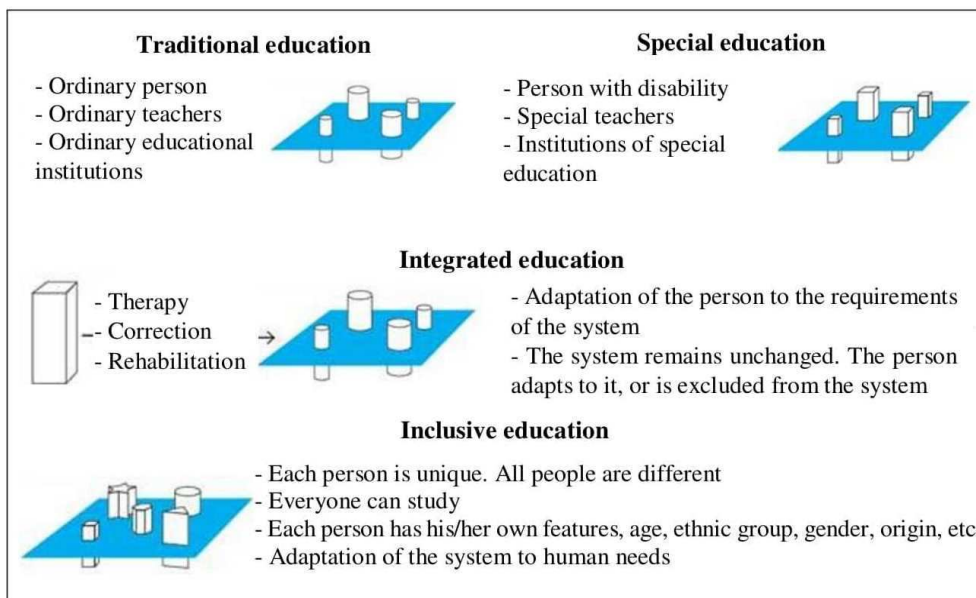 Traditional education
- Ordinary person
- Ordinary teachers
- Ordinary educational
institutions
Special education
- Person with disability
- Special teachers
- Institutions of special
education
Integrated education
- Therapy
- Correction
- Rehabilitation
- Adaptation of the person to the requirements
of the system
- The system remains unchanged. The person
adapts to it, or is excluded from the system
Inclusive education
- Each person is unique. All people are different
- Everyone can study
- Each person has his/her own features, age, ethnic group, gender, origin, etc
- Adaptation of the system to human needs